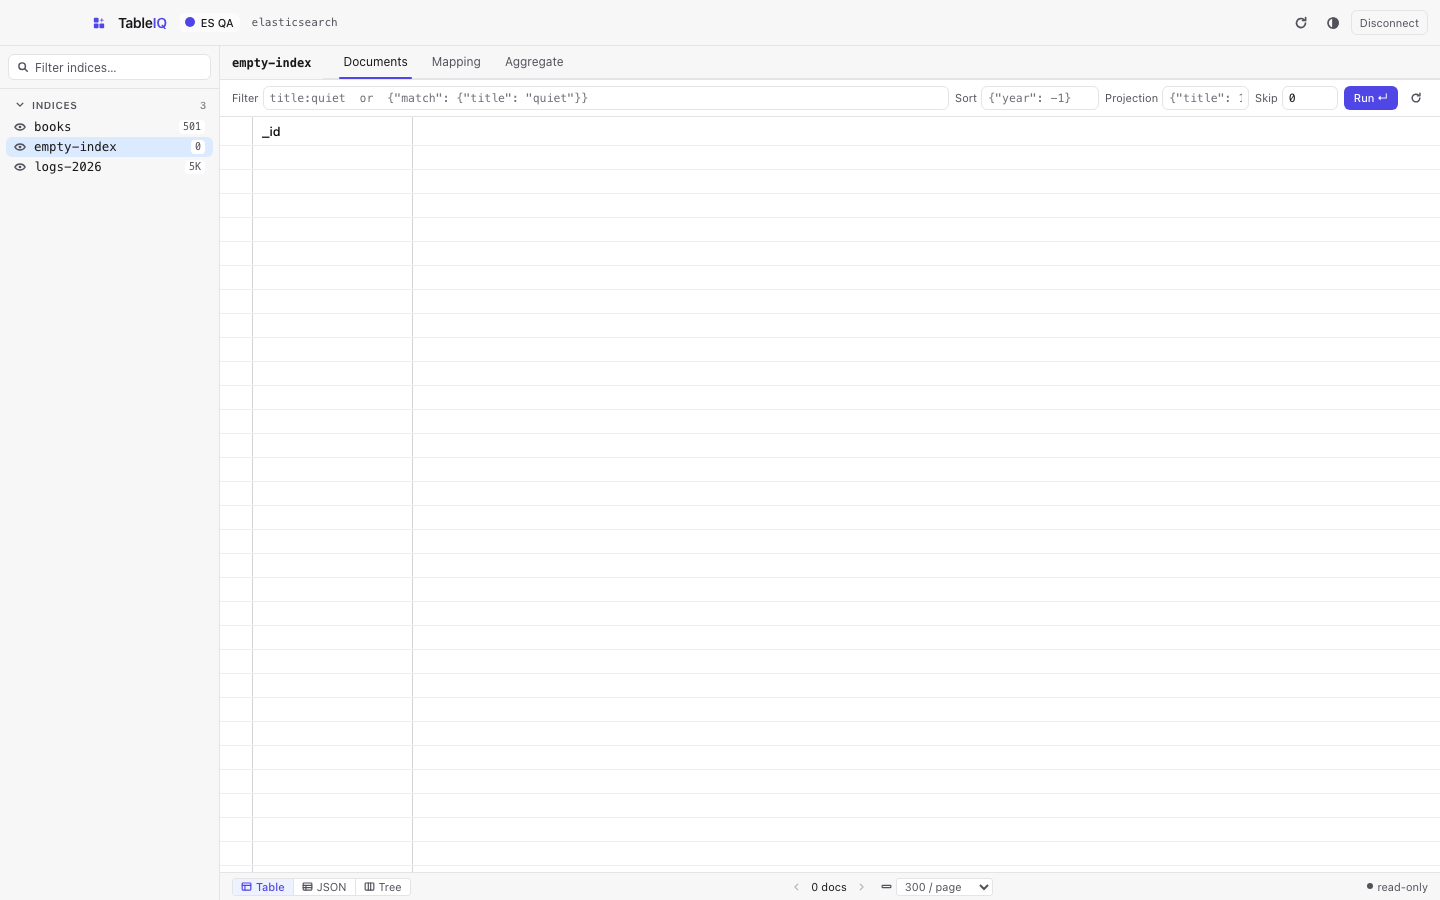 TableIQ ES QA elasticsearch Disconnect
Filter indices...
INDICES 3
books 501
empty-index 0
logs-2026 5K
empty-index Documents Mapping Aggregate
Filter title:quiet or {"match": {"title": "quiet"}} Sort {"year": -1} Projection {"title": Skip 0 Run
_id
Table JSON Tree 0 docs 300 / page read-only